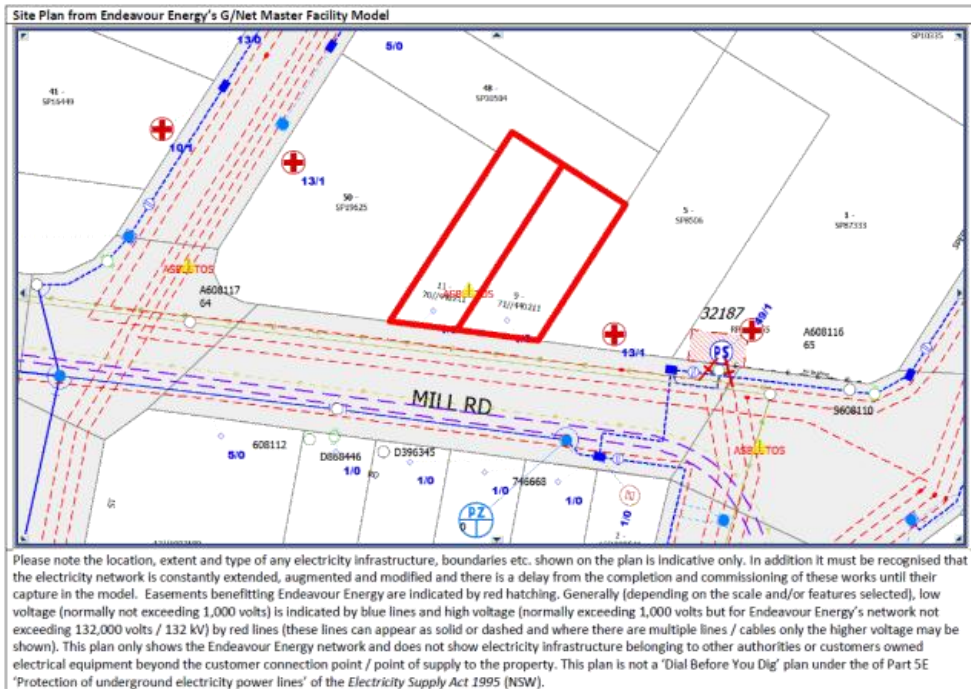 Site Plan from Endeavour Energy's G/Net Master Facility Model
13/0
5/0
SP10335
41 -
SP16449
48 -
10/1
13/1
50 -
SP19625
5 -
SP8506
1 -
SP87333
ASBESTOS
A608117
64
11 -
ASBESTOS
9 -
71//440211
32187
49/1
A608116
65
13/1
PS
MILL RD
S608110
ASBESTOS
608112
D868446
D396345
RD
5/0
1/0
1/0
1/0
1/0
746668
PZ
0
1/0
Please note the location, extent and type of any electricity infrastructure, boundaries etc. shown on the plan is indicative only. In addition it must be recognised that
the electricity network is constantly extended, augmented and modified and there is a delay from the completion and commissioning of these works until their
capture in the model. Easements benefitting Endeavour Energy are indicated by red hatching. Generally (depending on the scale and/or features selected), low
voltage (normally not exceeding 1,000 volts) is indicated by blue lines and high voltage (normally exceeding 1,000 volts but for Endeavour Energy's network not
exceeding 132,000 volts / 132 kV) by red lines (these lines can appear as solid or dashed and where there are multiple lines / cables only the higher voltage may be
shown). This plan only shows the Endeavour Energy network and does not show electricity infrastructure belonging to other authorities or customers owned
electrical equipment beyond the customer connection point / point of supply to the property. This plan is not a 'Dial Before You Dig' plan under the of Part 5E
'Protection of underground electricity power lines' of the Electricity Supply Act 1995 (NSW).